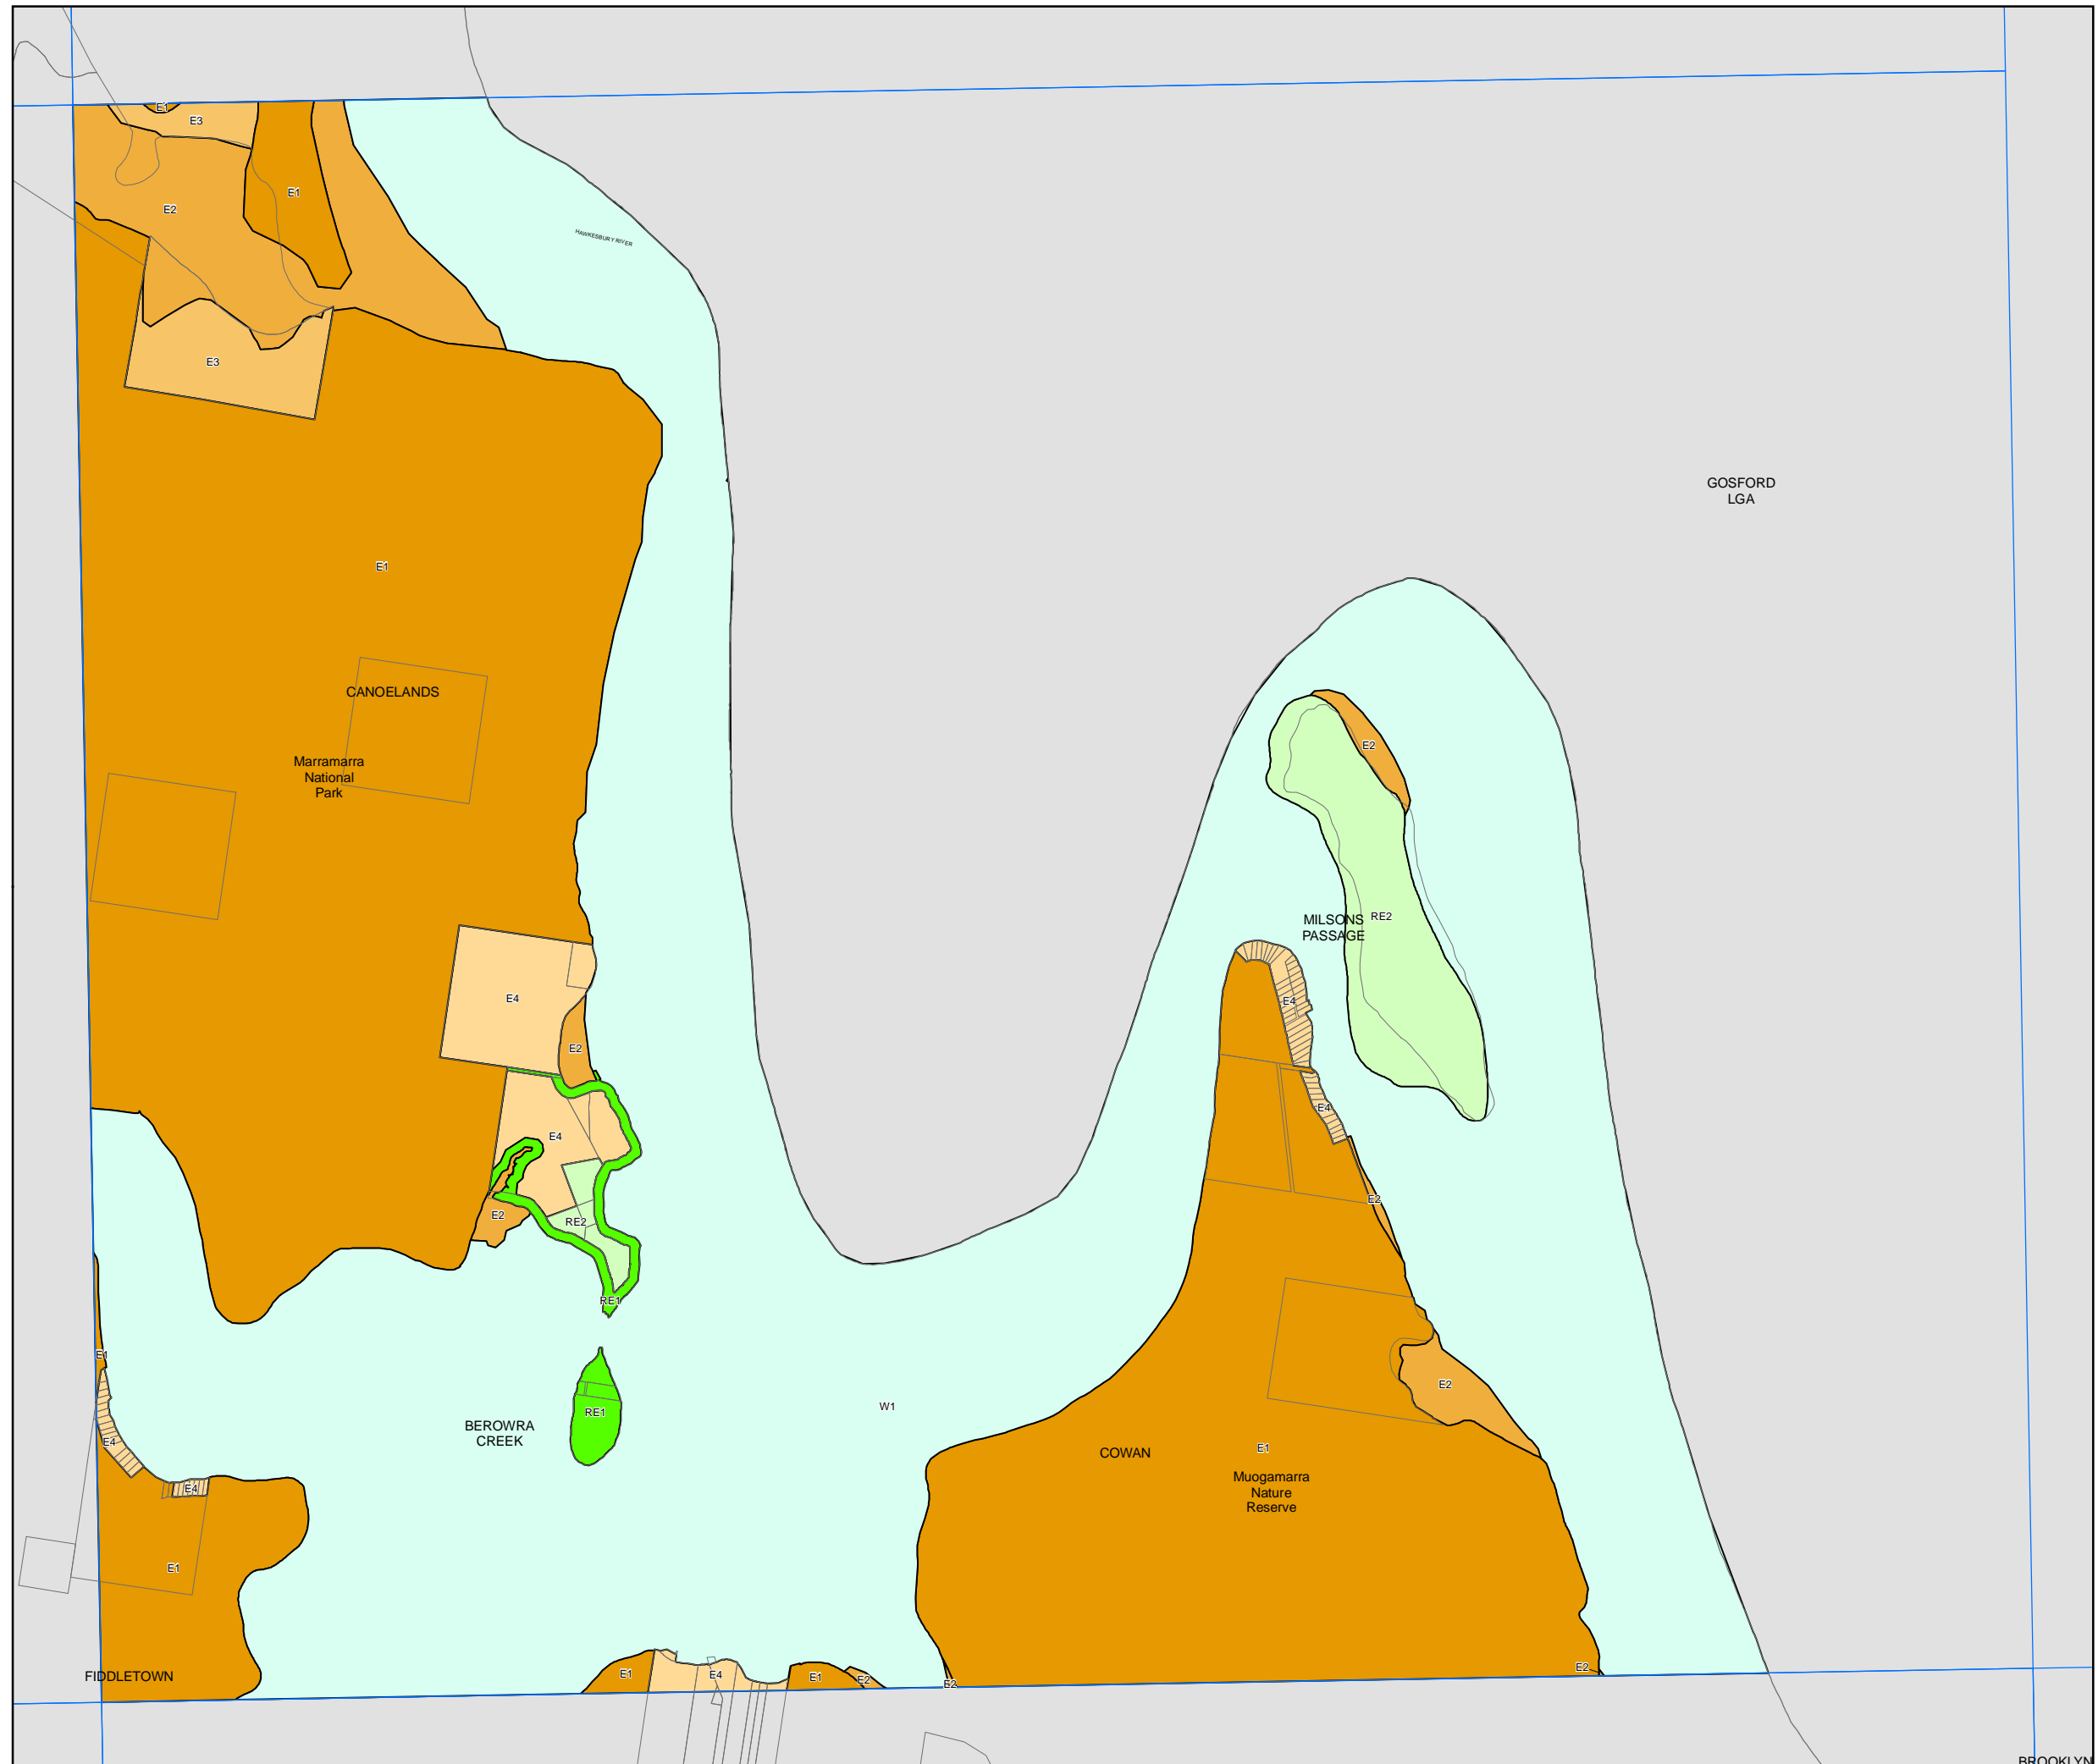 E1
E3
E1
E2
HAWKESBURY RIVER
E3
GOSFORD
LGA
E1
CANOELANDS
E2
Marramarra
National
Park
MILSONS
PASSAGE
RE2
E4
E4
E2
E4
E4
E2
E2
RE2
RE1
E1
E2
W1
RE1
BEROWRA
CREEK
E4
COWAN
E1
Muogamarra
Nature
Reserve
E4
E1
E2
FIDDLETOWN
E1
E4
E1
E2
E2
BROOKLYN